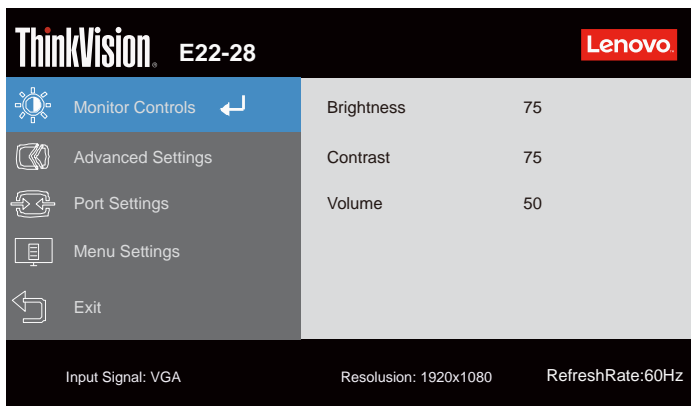 ThinkVision. E22-28
Lenovo.
Monitor Controls
Brightness 75
Advanced Settings
Contrast 75
Port Settings
Volume 50
Menu Settings
Exit
Input Signal: VGA
Resolusion: 1920x1080
RefreshRate:60Hz